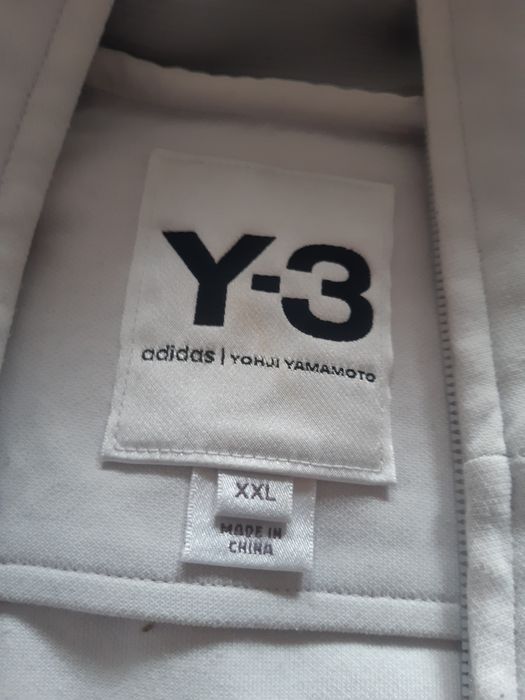 Y-3
adidas | YOHJI YAMAMOTO
XXL
MADE IN
CHINA